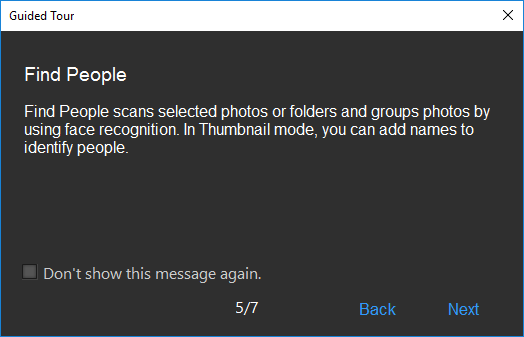 Guided Tour
Find People
Find People scans selected photos or folders and groups photos by
using face recognition. In Thumbnail mode, you can add names to
identify people.
Don't show this message again.
5/7
Back
Next